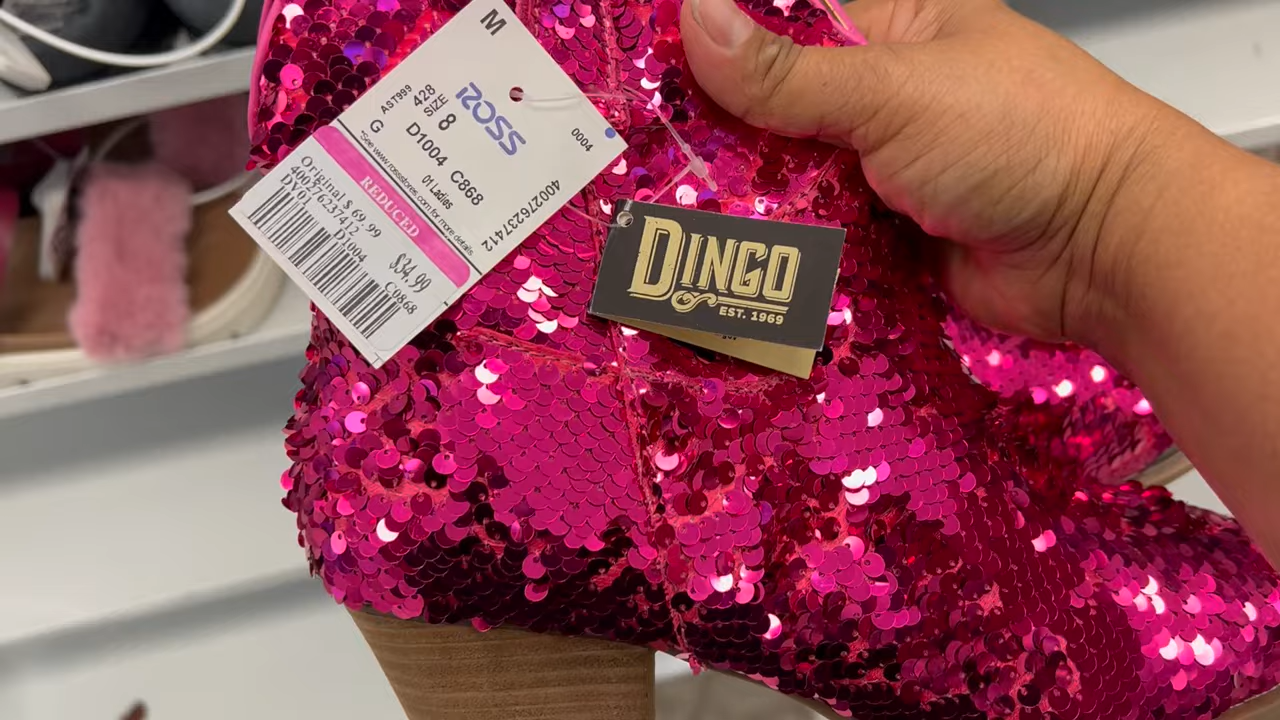 M
ROSS
0004
AST999
428
SIZE
8
G
D1004 C868
01 Ladies
400276237412
*See www.rossstores.com for more details
REDUCED
Original $ 69.99
400276237412
DY01
D1004
C0868
$34.99
DINGO
EST. 1969